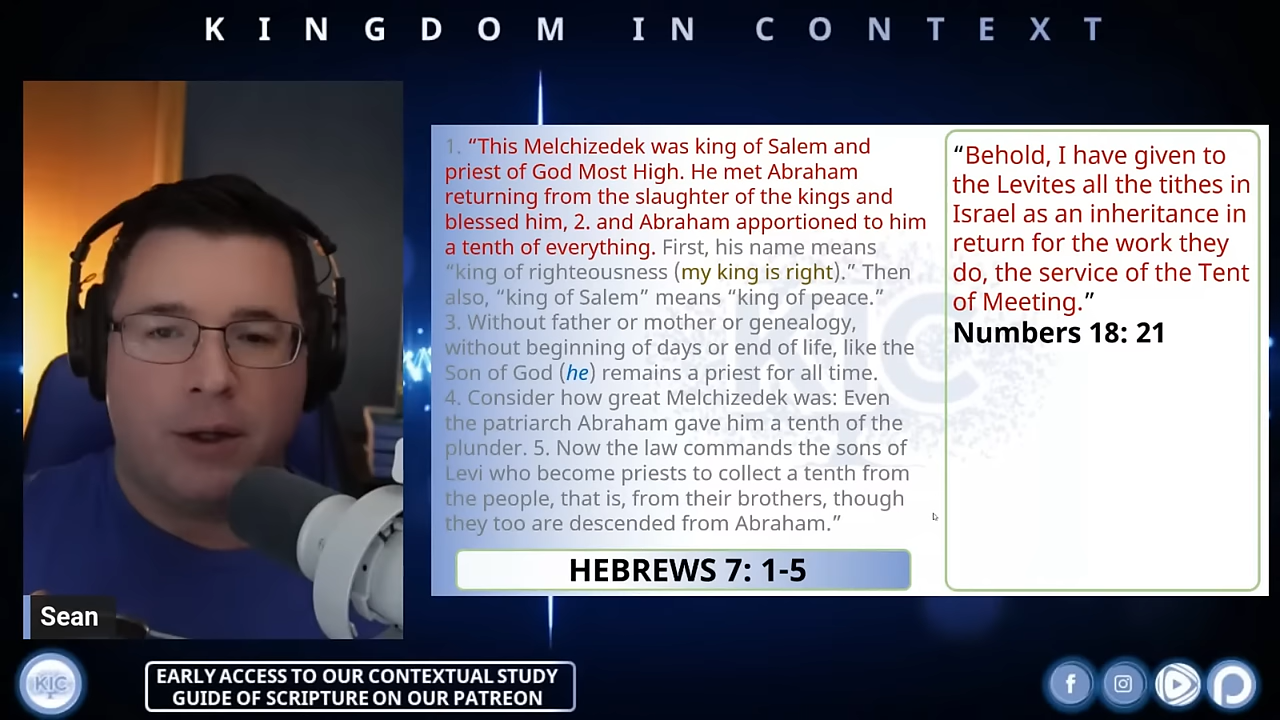 KINGDOM IN CONTEXT
1. “This Melchizedek was king of Salem and
priest of God Most High. He met Abraham
returning from the slaughter of the kings and
blessed him, 2. and Abraham apportioned to him
a tenth of everything. First, his name means
“king of righteousness (my king is right).” Then
also, “king of Salem” means “king of peace.”
3. Without father or mother or genealogy,
without beginning of days or end of life, like the
Son of God (he) remains a priest for all time.
4. Consider how great Melchizedek was: Even
the patriarch Abraham gave him a tenth of the
plunder. 5. Now the law commands the sons of
Levi who become priests to collect a tenth from
the people, that is, from their brothers, though
they too are descended from Abraham.”
HEBREWS 7: 1-5
“Behold, I have given to
the Levites all the tithes in
Israel as an inheritance in
return for the work they
do, the service of the Tent
of Meeting.”
Numbers 18: 21
Sean
KIC
EARLY ACCESS TO OUR CONTEXTUAL STUDY
GUIDE OF SCRIPTURE ON OUR PATREON